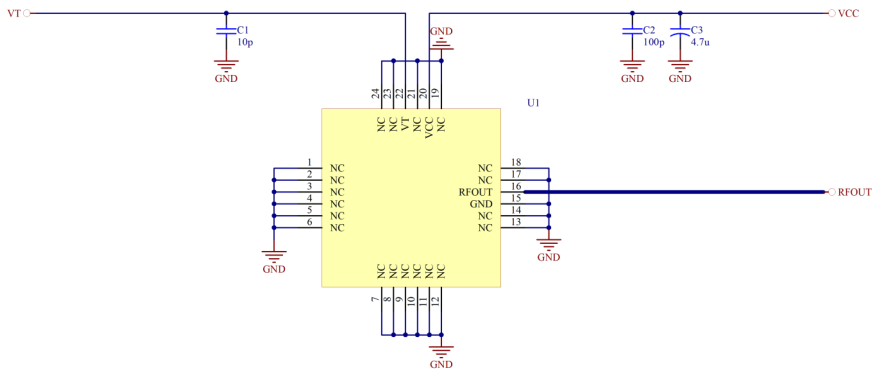 VT
VCC
C1
10p
GND
GND
C2
100p
GND
C3
4.7u
GND
U1
24 23 22 21 20 19
NC NC VT NC VCC NC
1 NC
2 NC
3 NC
4 NC
5 NC
6 NC
GND
NC 18
NC 17
RFOUT 16
RFOUT
GND 15
NC 14
NC 13
GND
NC NC NC NC NC NC
7 8 9 10 11 12
GND